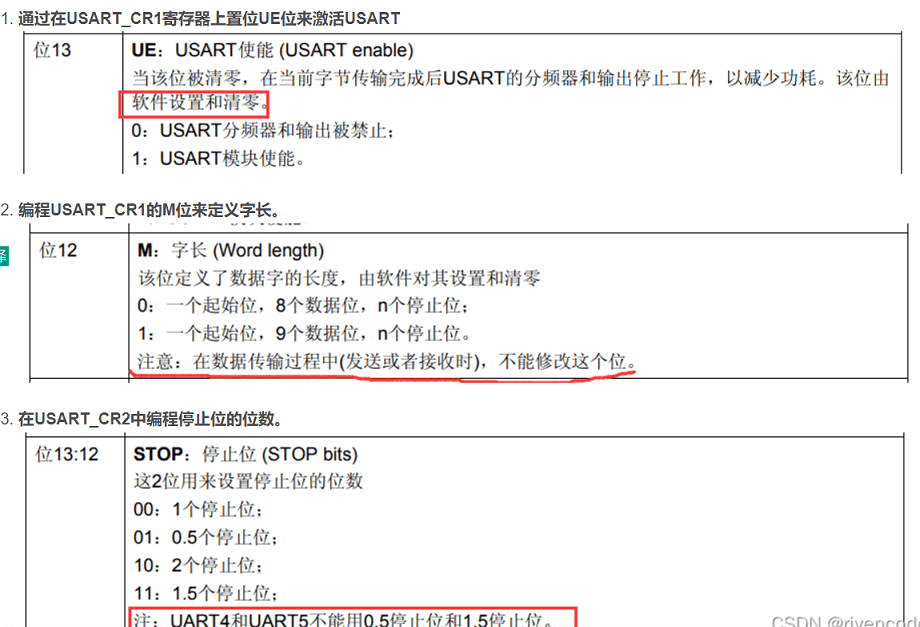 1. 通过在USART_CR1寄存器上置位UE位来激活USART
位13
UE：USART使能 (USART enable)
当该位被清零，在当前字节传输完成后USART的分频器和输出停止工作，以减少功耗。该位由
软件设置和清零。
0：USART分频器和输出被禁止；
1：USART模块使能。
2. 编程USART_CR1的M位来定义字长。
位12
M：字长 (Word length)
该位定义了数据字的长度，由软件对其设置和清零
0：一个起始位，8个数据位，n个停止位；
1：一个起始位，9个数据位，n个停止位。
注意：在数据传输过程中(发送或者接收时)，不能修改这个位。
3. 在USART_CR2中编程停止位的位数。
位13:12
STOP：停止位 (STOP bits)
这2位用来设置停止位的位数
00：1个停止位；
01：0.5个停止位；
10：2个停止位；
11：1.5个停止位；
注：UART4和UART5不能用0.5停止位和1.5停止位。
CSDN @rivencode